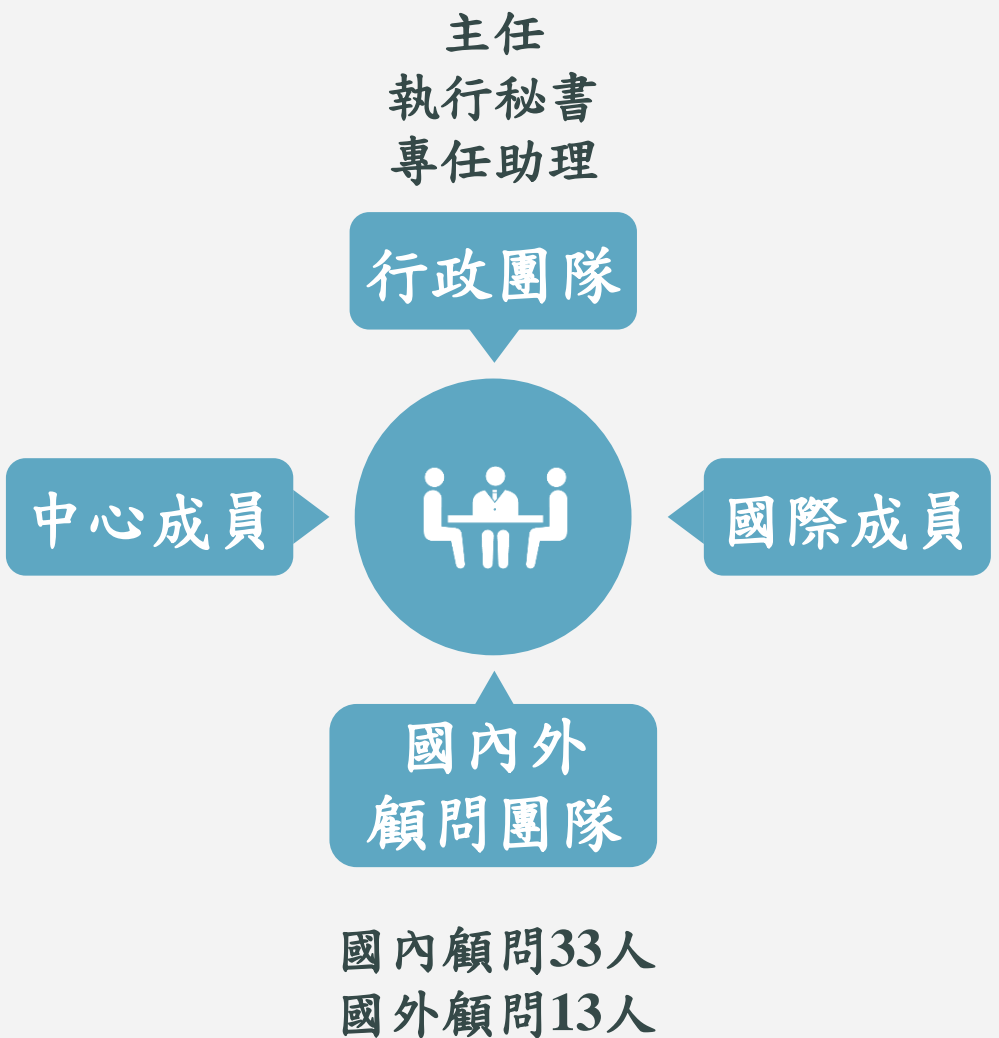 主任
執行秘書
專任助理
行政團隊
中心成員
國際成員
國內外
顧問團隊
國內顧問33人
國外顧問13人